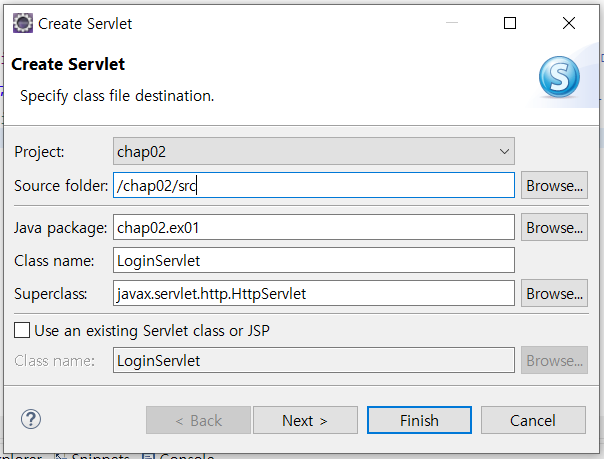 Create Servlet
Create Servlet
Specify class file destination.
Project: chap02
Source folder: /chap02/src Browse...
Java package: chap02.ex01 Browse...
Class name: LoginServlet
Superclass: javax.servlet.http.HttpServlet Browse...
Use an existing Servlet class or JSP
Class name: LoginServlet Browse...
? < Back Next > Finish Cancel
Snippets Console